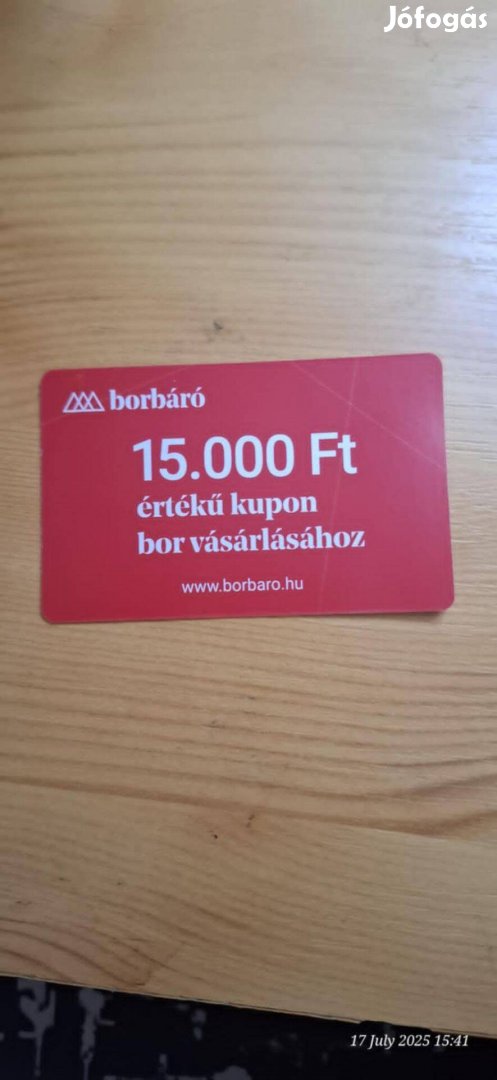 Jófogás
borbáró
15.000 Ft
értékű kupon
bor vásárlásához
www.borbaro.hu
17 July 2025 15:41